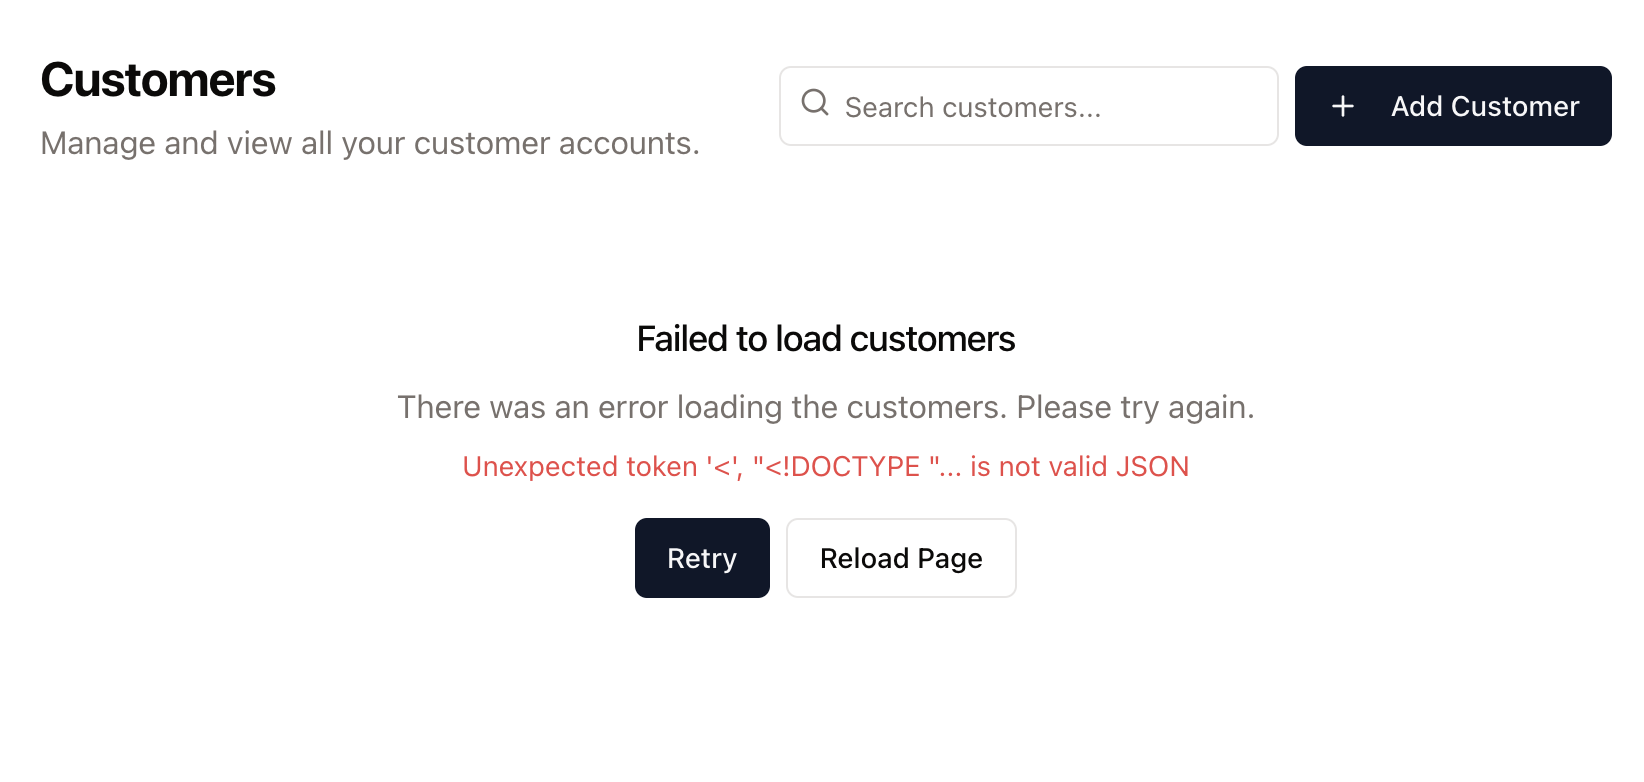 Customers
Manage and view all your customer accounts.
Search customers...
Add Customer
Failed to load customers
There was an error loading the customers. Please try again.
Unexpected token '<', "<!DOCTYPE "... is not valid JSON
Retry
Reload Page